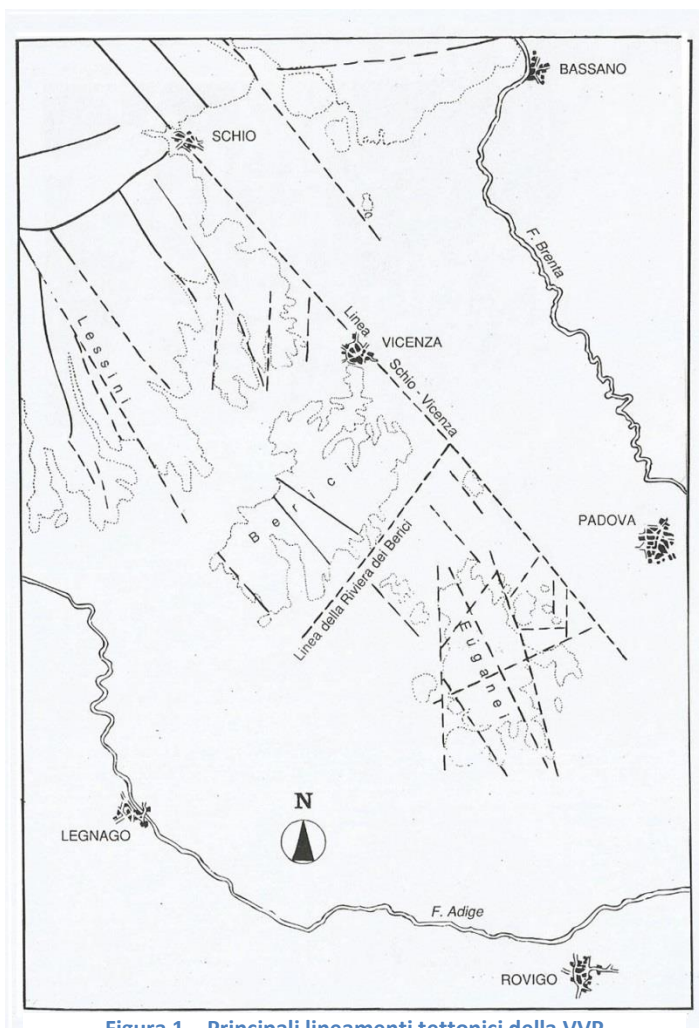 BASSANO
SCHIO
F. Brenta
Lessini
Linea Schio - Vicenza
VICENZA
Berici
PADOVA
Linea della Riviera dei Berici
Euganei
N
LEGNAGO
F. Adige
ROVIGO
Figura 1 – Principali lineamenti tettonici della VVP